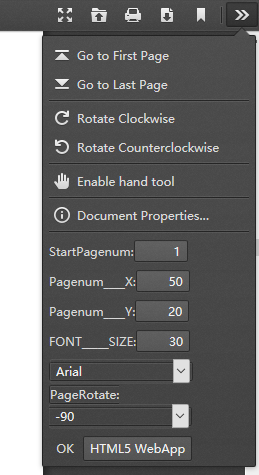 Go to First Page
Go to Last Page
Rotate Clockwise
Rotate Counterclockwise
Enable hand tool
Document Properties...
StartPagenum: 1
Pagenum___X: 50
Pagenum___Y: 20
FONT____SIZE: 30
Arial
PageRotate:
-90
OK HTML5 WebApp